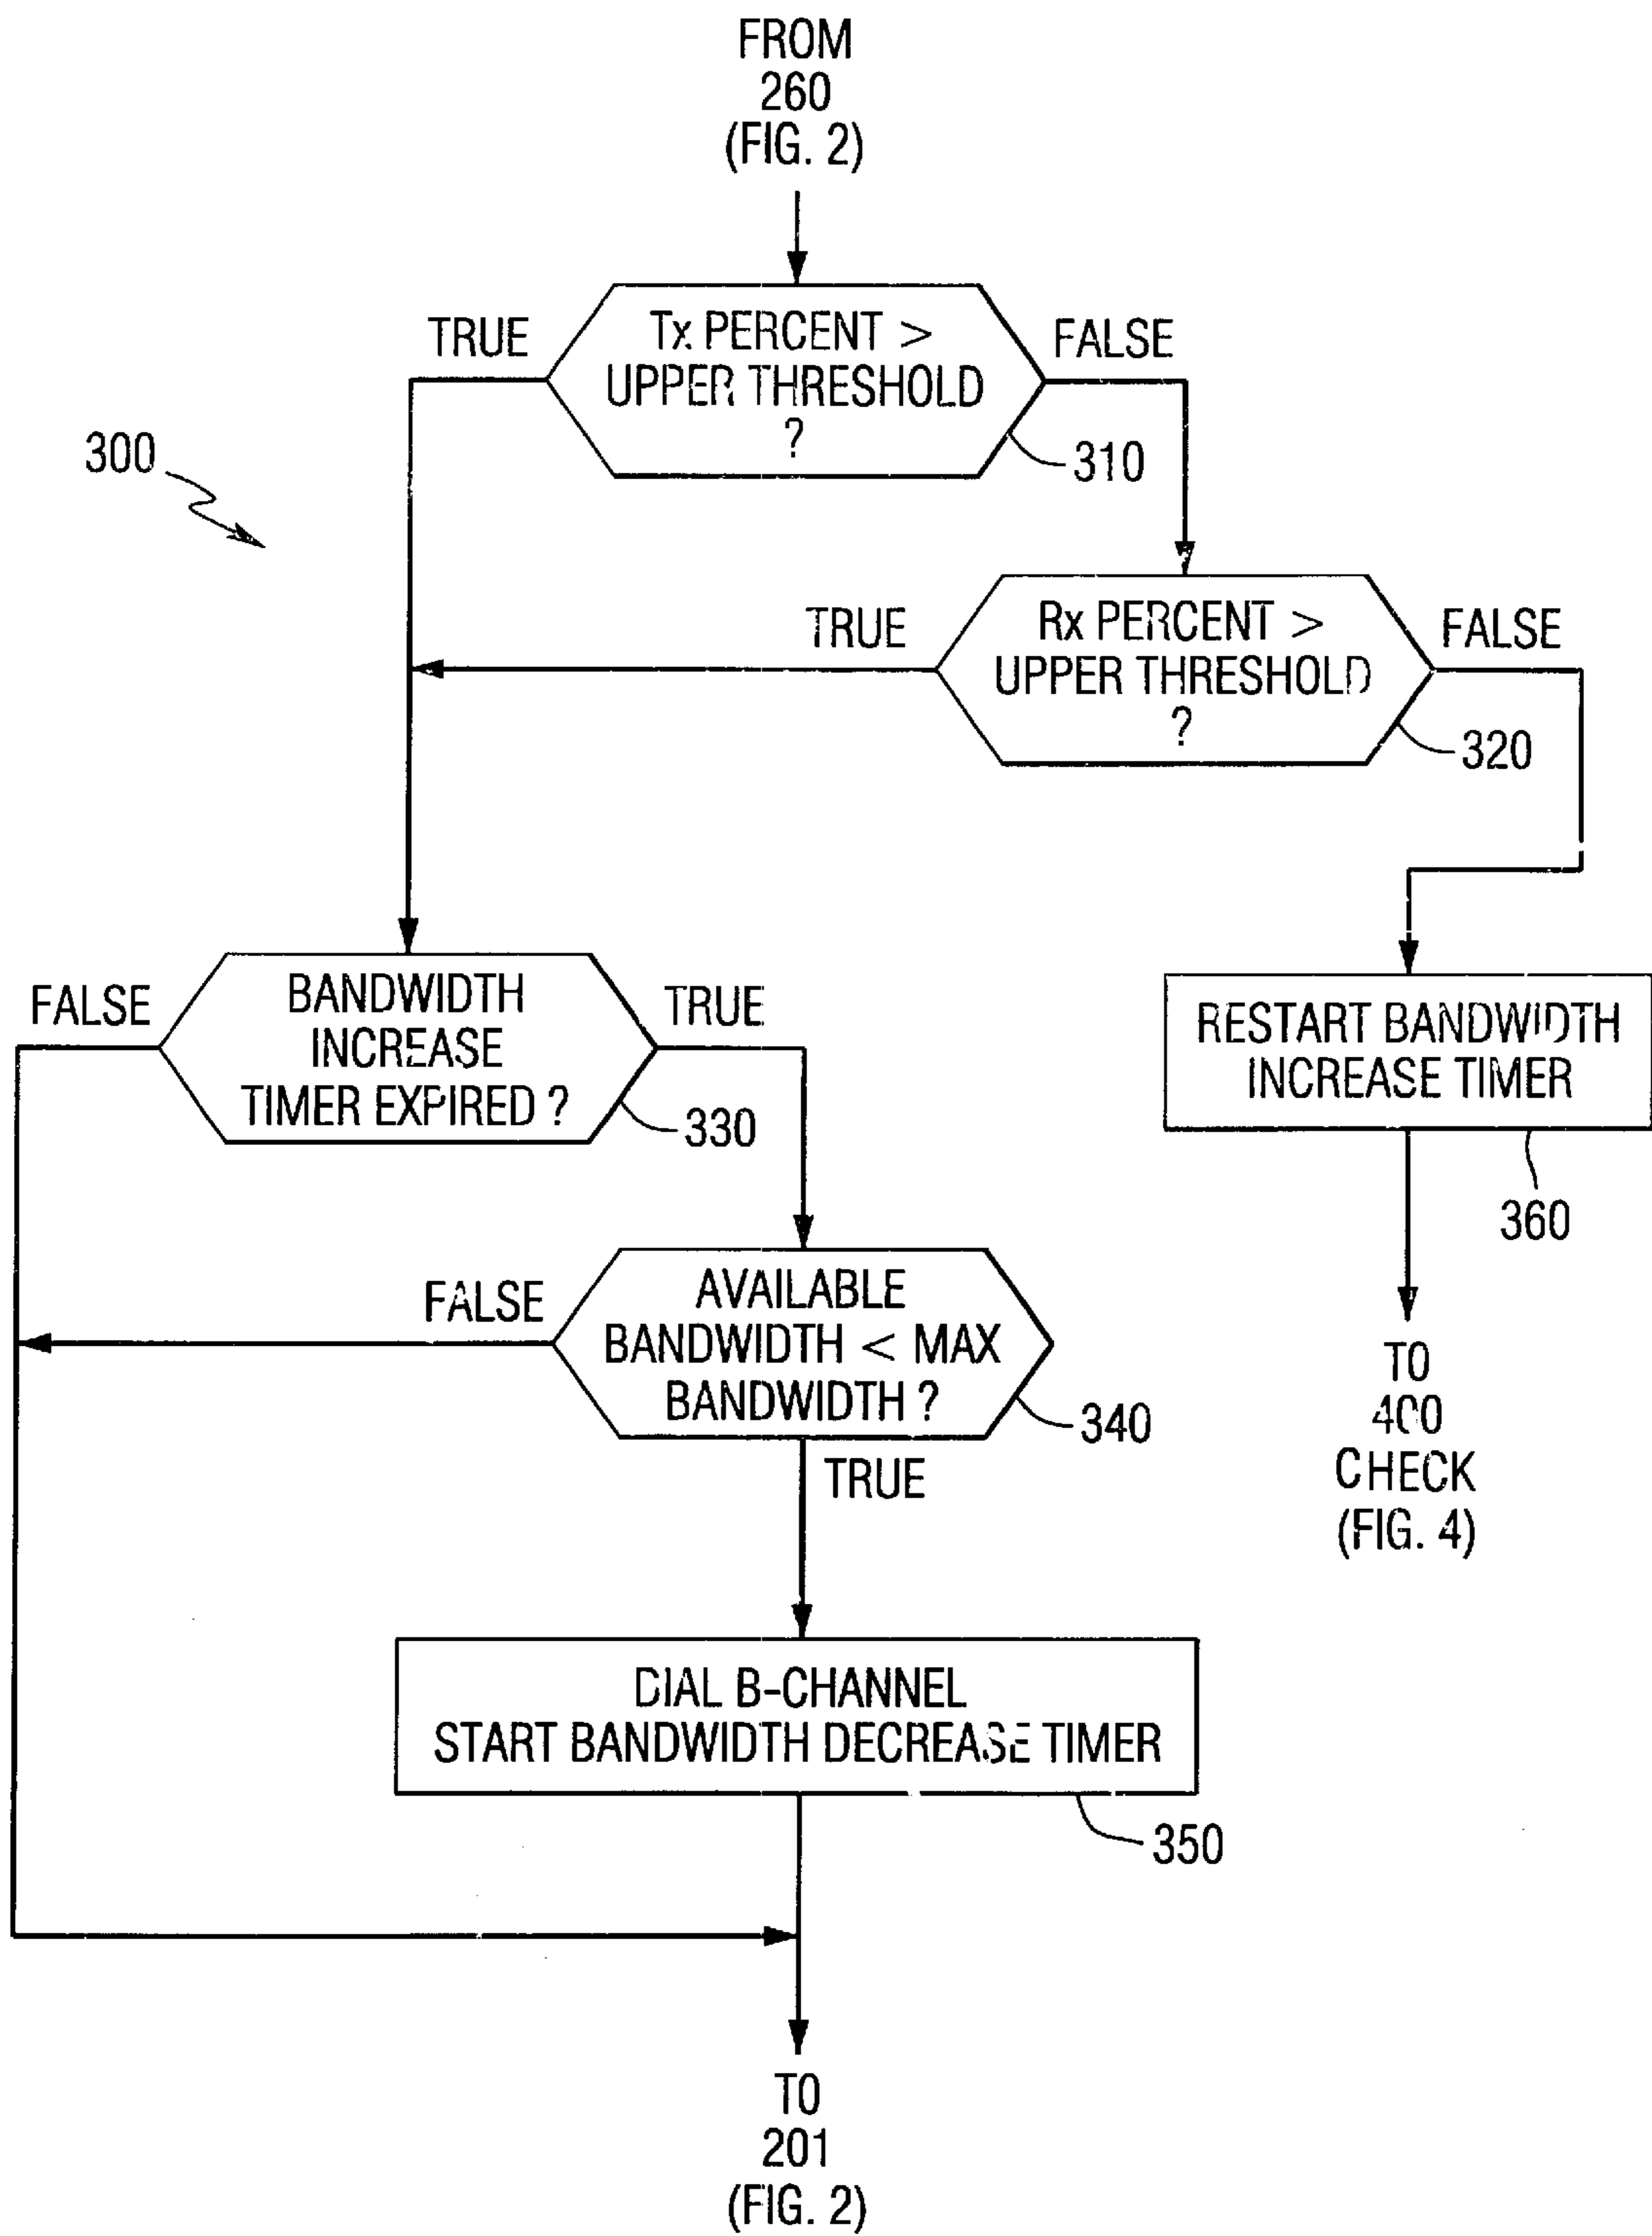 FROM
260
(FIG. 2)
TRUE
Tx PERCENT >
UPPER THRESHOLD
?
FALSE
310
300
TRUE
Rx PERCENT >
UPPER THRESHOLD
?
FALSE
320
FALSE
BANDWIDTH
INCREASE
TIMER EXPIRED ?
TRUE
330
RESTART BANDWIDTH
INCREASE TIMER
360
FALSE
AVAILABLE
BANDWIDTH < MAX
BANDWIDTH ?
340
TRUE
TO
400
CHECK
(FIG. 4)
DIAL B-CHANNEL
START BANDWIDTH DECREASE TIMER
350
TO
201
(FIG. 2)